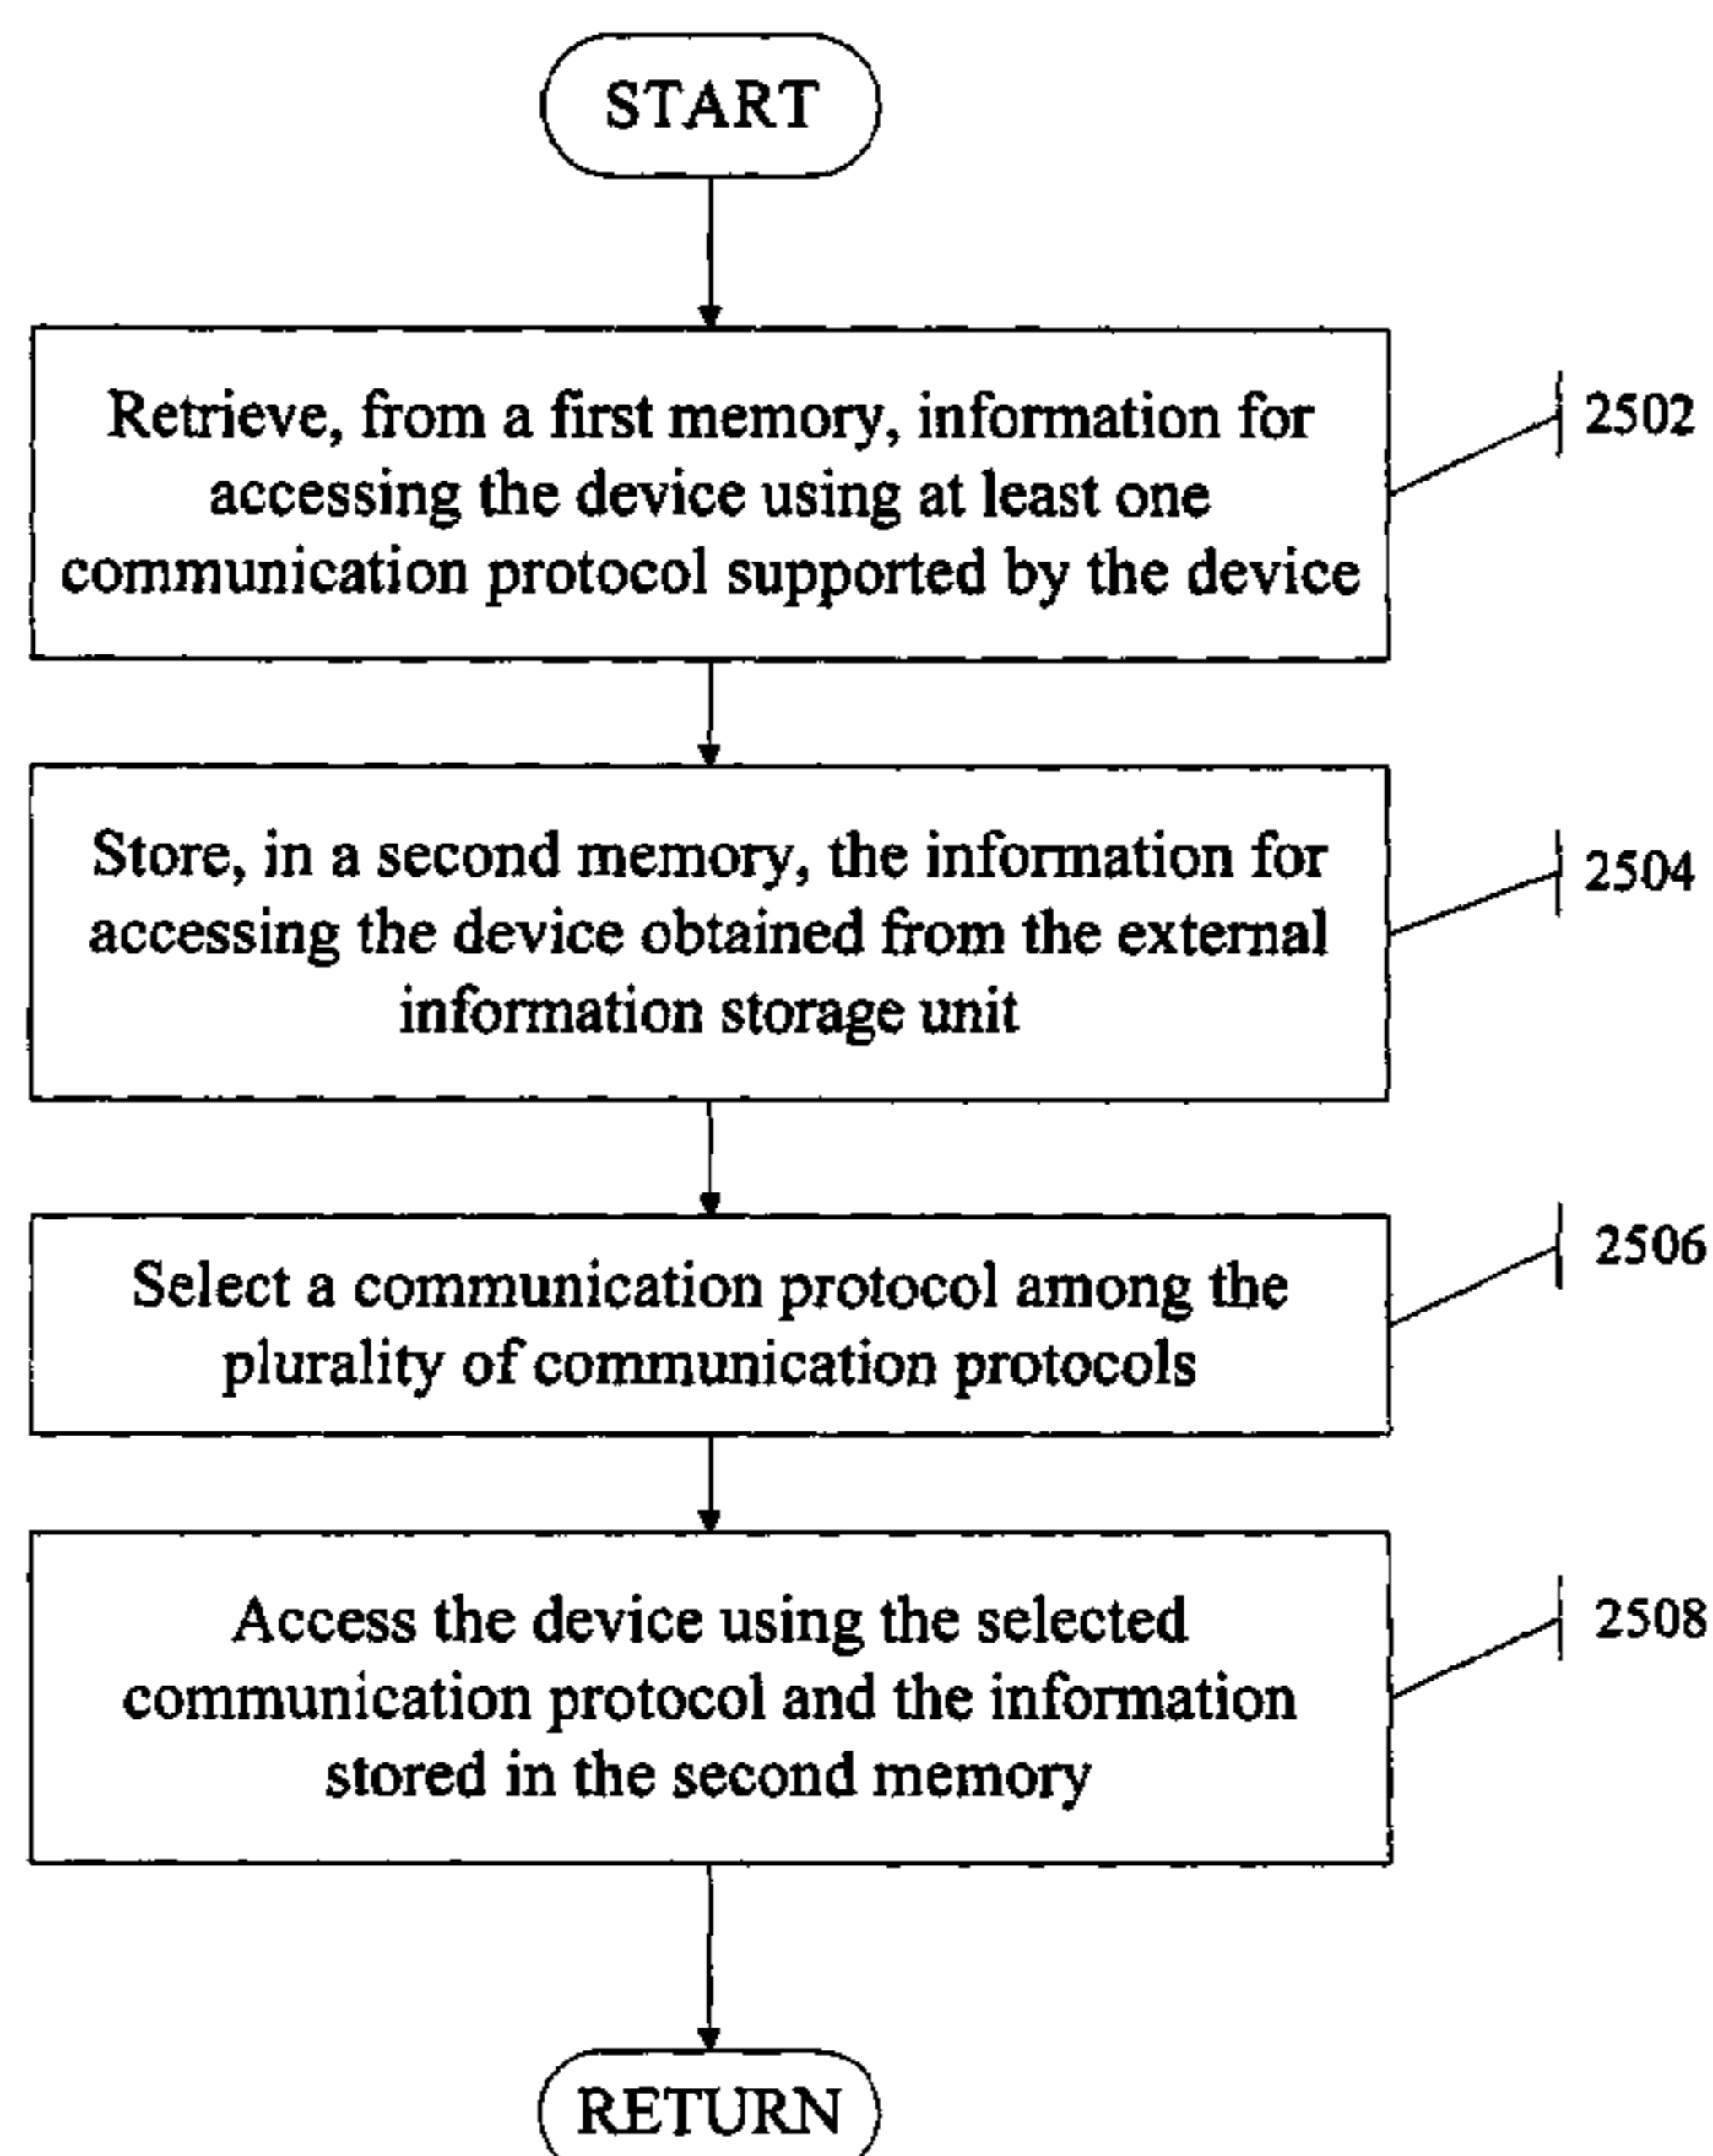 START
Retrieve, from a first memory, information for
accessing the device using at least one
communication protocol supported by the device
2502
Store, in a second memory, the information for
accessing the device obtained from the external
information storage unit
2504
Select a communication protocol among the
plurality of communication protocols
2506
Access the device using the selected
communication protocol and the information
stored in the second memory
2508
RETURN